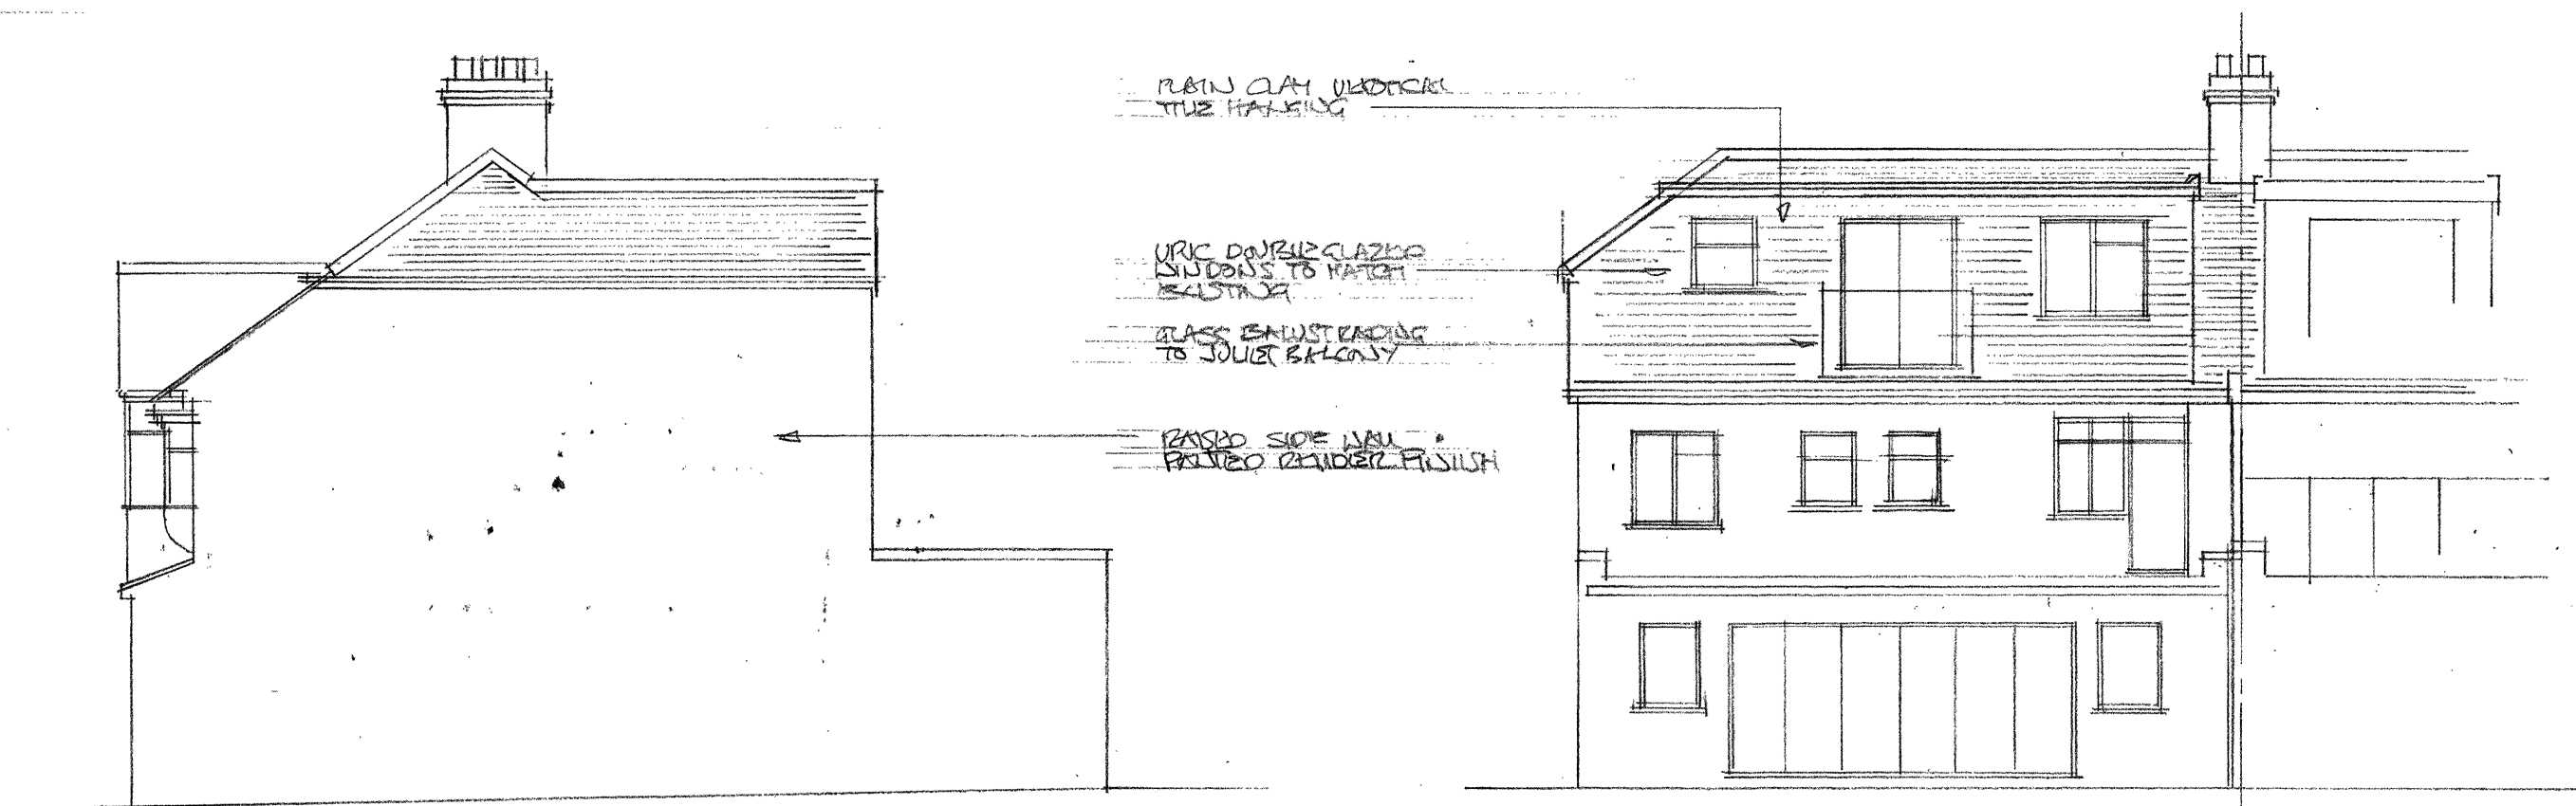 PLAIN CLAY VERTICAL
TILE HANGING
UPVC DOUBLE GLAZED
WINDOWS TO MATCH
EXISTING
GLASS BALUSTRADING
TO JULIET BALCONY
RAISED SIDE WALL
PAINTED RENDER FINISH